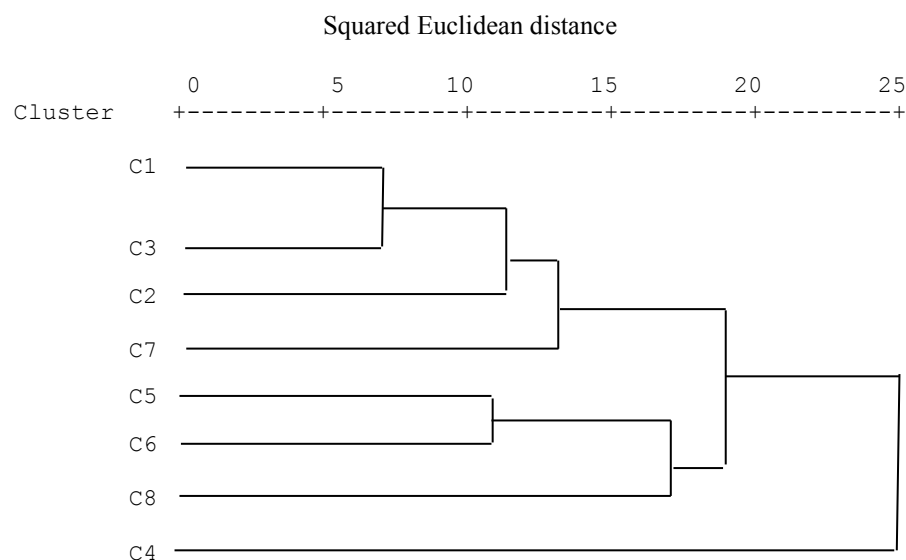 Squared Euclidean distance
0 5 10 15 20 25
Cluster +---------+---------+---------+---------+---------+
C1
C3
C2
C7
C5
C6
C8
C4